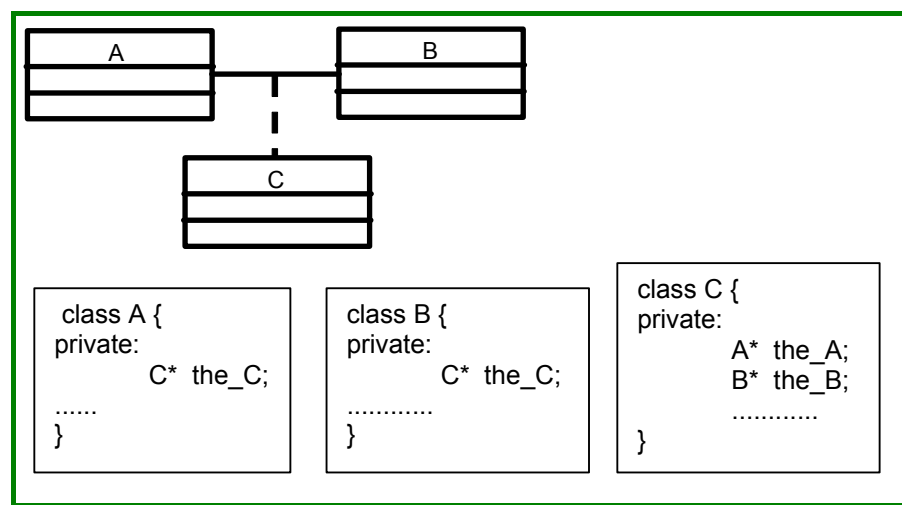 A
B
C
class A {
private:
C* the_C;
......
}
class B {
private:
C* the_C;
............
}
class C {
private:
A* the_A;
B* the_B;
............
}